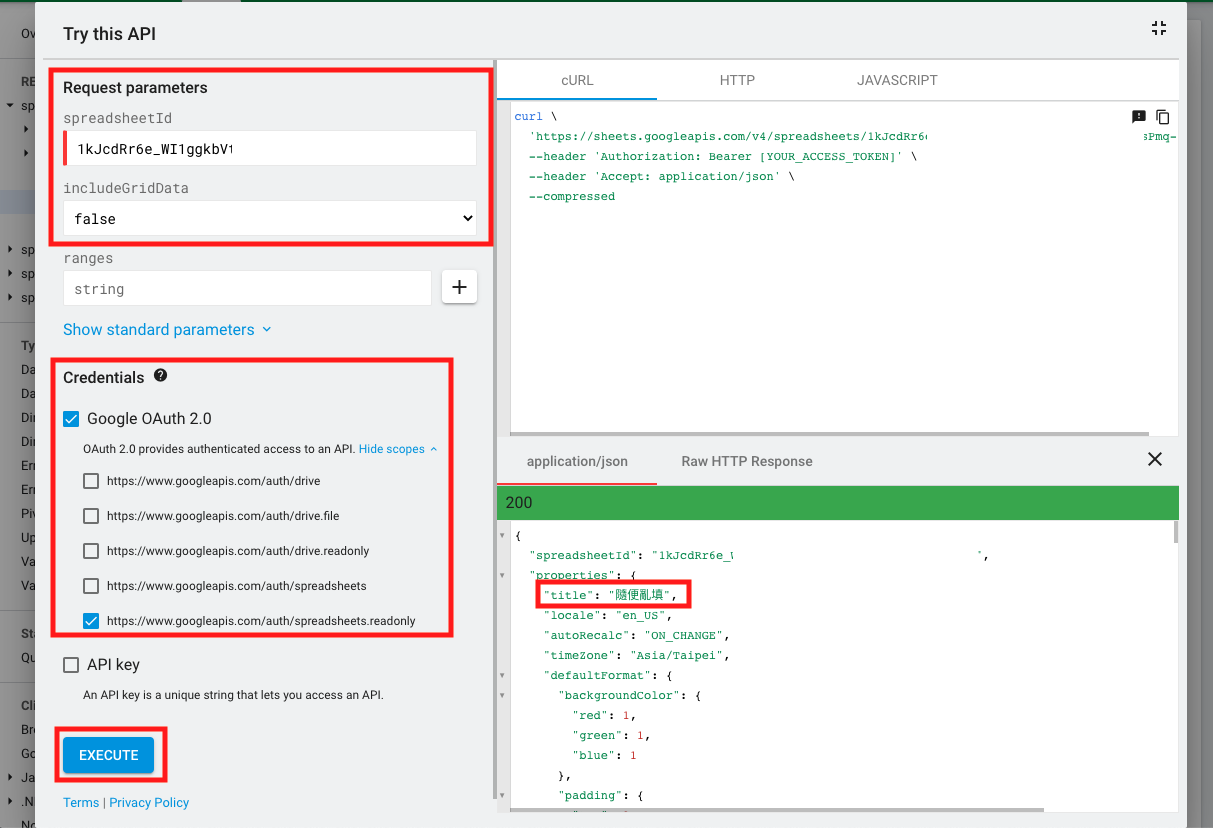 Try this API
Request parameters
spreadsheetId
1kJcdRr6e_WI1ggkbVt
includeGridData
false
ranges
string
Show standard parameters
Credentials
Google OAuth 2.0
OAuth 2.0 provides authenticated access to an API. Hide scopes
https://www.googleapis.com/auth/drive
https://www.googleapis.com/auth/drive.file
https://www.googleapis.com/auth/drive.readonly
https://www.googleapis.com/auth/spreadsheets
https://www.googleapis.com/auth/spreadsheets.readonly
API key
An API key is a unique string that lets you access an API.
EXECUTE
Terms | Privacy Policy
cURL HTTP JAVASCRIPT
curl \
'https://sheets.googleapis.com/v4/spreadsheets/1kJcdRr6e sPmq-
--header 'Authorization: Bearer [YOUR_ACCESS_TOKEN]' \
--header 'Accept: application/json' \
--compressed
application/json Raw HTTP Response
200
{
"spreadsheetId": "1kJcdRr6e_W ",
"properties": {
"title": "隨便亂填",
"locale": "en_US",
"autoRecalc": "ON_CHANGE",
"timeZone": "Asia/Taipei",
"defaultFormat": {
"backgroundColor": {
"red": 1,
"green": 1,
"blue": 1
},
"padding": {